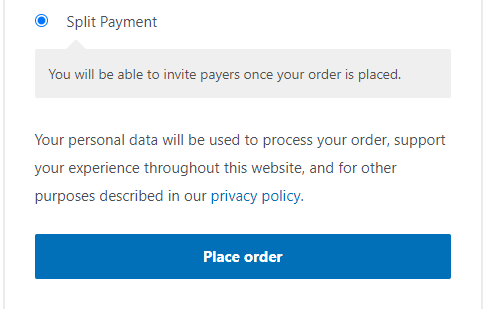 Split Payment
You will be able to invite payers once your order is placed.
Your personal data will be used to process your order, support
your experience throughout this website, and for other
purposes described in our privacy policy.
Place order